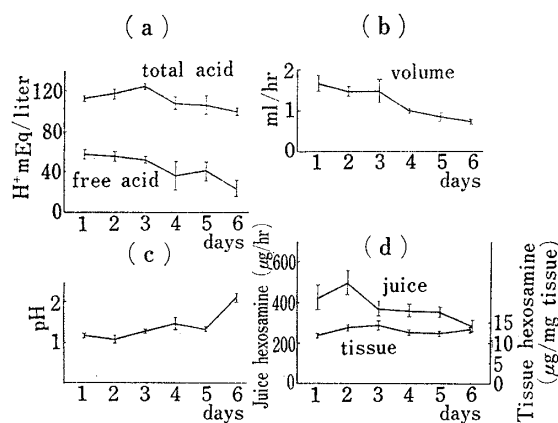 (a)
total acid
free acid
H⁺ mEq/liter
120
80
40
0
1 2 3 4 5 6
days
(b)
volume
ml/hr
2
1
0
1 2 3 4 5 6
days
(c)
pH
2
1
1 2 3 4 5 6
days
(d)
juice
tissue
Juice hexosamine (μg/hr)
600
400
200
0
Tissue hexosamine
(μg/mg tissue)
15
10
5
0
1 2 3 4 5 6
days